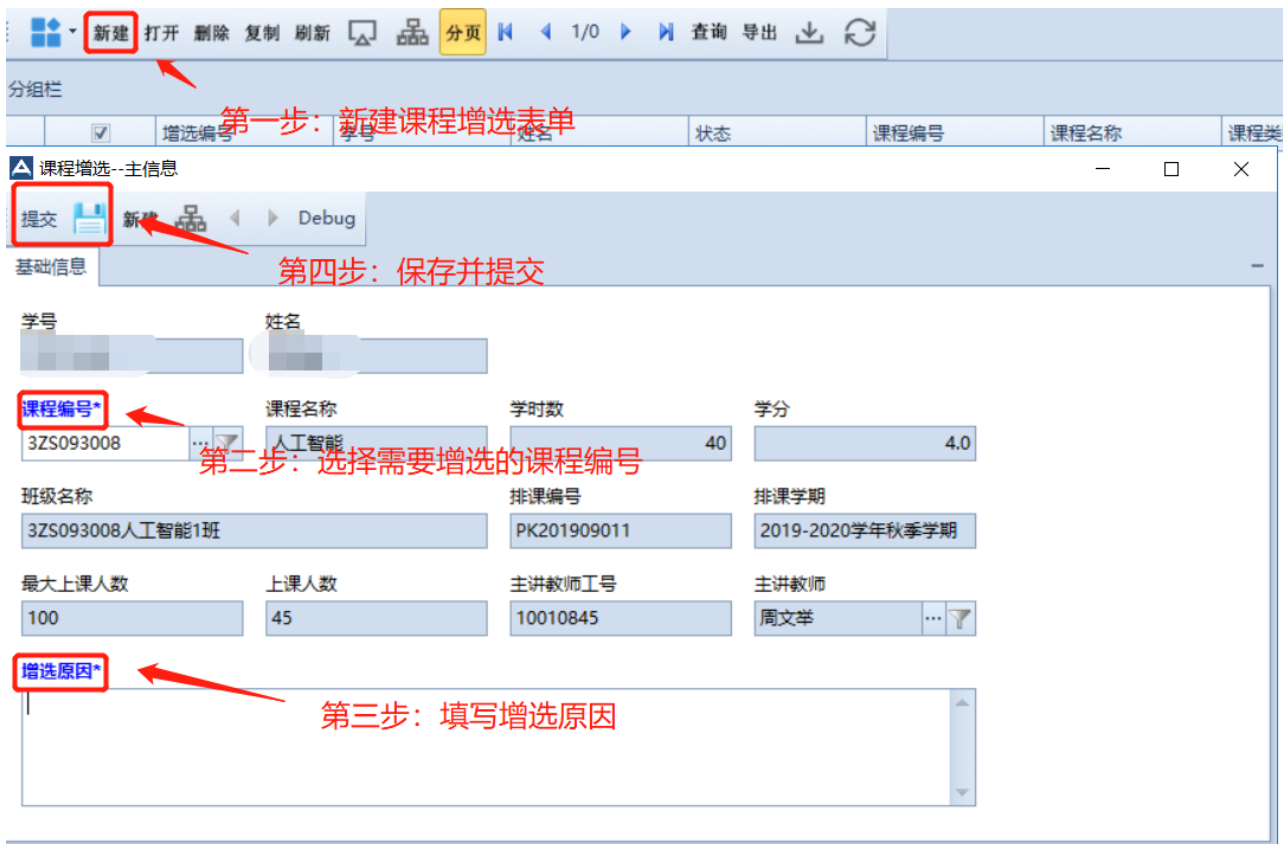 新建 打开 删除 复制 刷新 分页 1/0 查询 导出
分组栏
第一步：新建课程增选表单
增选编号 学号 姓名 状态 课程编号 课程名称 课程类
课程增选--主信息
提交 新建 Debug
第四步：保存并提交
基础信息
学号 姓名
课程编号* 课程名称 学时数 学分
3ZS093008 ... 人工智能 40 4.0
第二步：选择需要增选的课程编号
班级名称 排课编号 排课学期
3ZS093008人工智能1班 PK201909011 2019-2020学年秋季学期
最大上课人数 上课人数 主讲教师工号 主讲教师
100 45 10010845 周文举 ...
增选原因*
第三步：填写增选原因